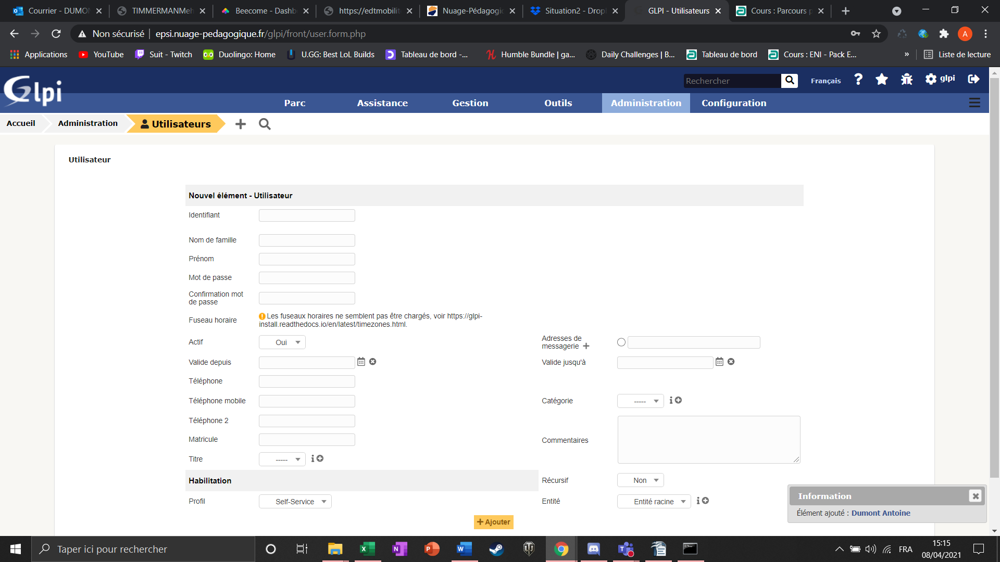 Courrier - DUMO
TIMMERMANMeh
Beecome - Dashb
https://edtmobilit
Nuage-Pédagogi
Situation2 - Drop
GLPI - Utilisateurs
Cours : Parcours p
Non sécurisé
epsi.nuage-pedagogique.fr/glpi/front/user.form.php
A
Applications
YouTube
Suit - Twitch
Duolingo: Home
U.GG: Best LoL Builds
Tableau de bord -...
Humble Bundle | ga...
Daily Challenges | B...
Tableau de bord
Cours : ENI - Pack E...
»
Liste de lecture
Glpi
Rechercher
Français
glpi
Parc
Assistance
Gestion
Outils
Administration
Configuration
Accueil
Administration
Utilisateurs
Utilisateur
Nouvel élément - Utilisateur
Identifiant
Nom de famille
Prénom
Mot de passe
Confirmation mot
de passe
Fuseau horaire
Les fuseaux horaires ne semblent pas être chargés, voir https://glpi-
install.readthedocs.io/en/latest/timezones.html.
Actif
Oui
Adresses de
messagerie
Valide depuis
Valide jusqu'à
Téléphone
Téléphone mobile
Catégorie
-----
Téléphone 2
Matricule
Commentaires
Titre
-----
Habilitation
Récursif
Non
Profil
Self-Service
Entité
Entité racine
Ajouter
Information
Élément ajouté : Dumont Antoine
Taper ici pour rechercher
FRA
15:15
08/04/2021